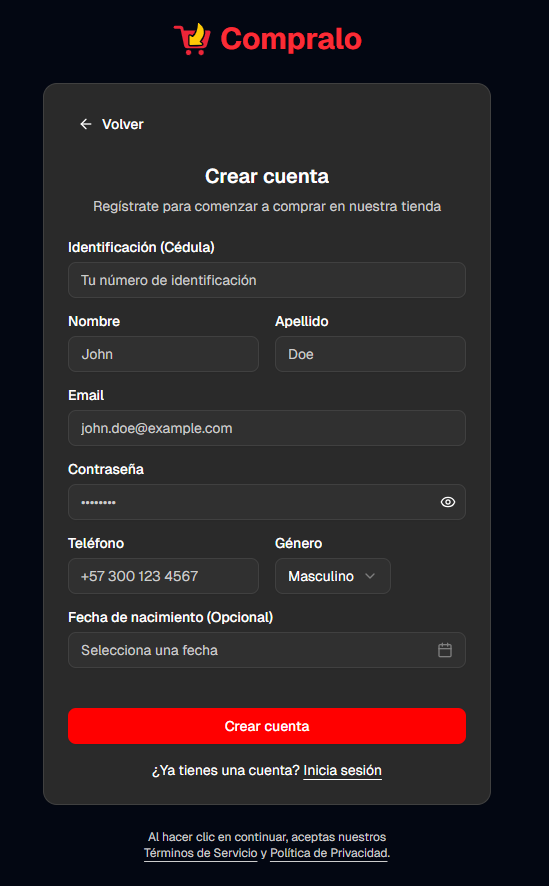 Compralo
Volver
Crear cuenta
Regístrate para comenzar a comprar en nuestra tienda
Identificación (Cédula)
Tu número de identificación
Nombre
Apellido
John
Doe
Email
john.doe@example.com
Contraseña
••••••••
Teléfono
Género
+57 300 123 4567
Masculino
Fecha de nacimiento (Opcional)
Selecciona una fecha
Crear cuenta
¿Ya tienes una cuenta? Inicia sesión
Al hacer clic en continuar, aceptas nuestros
Términos de Servicio y Política de Privacidad.